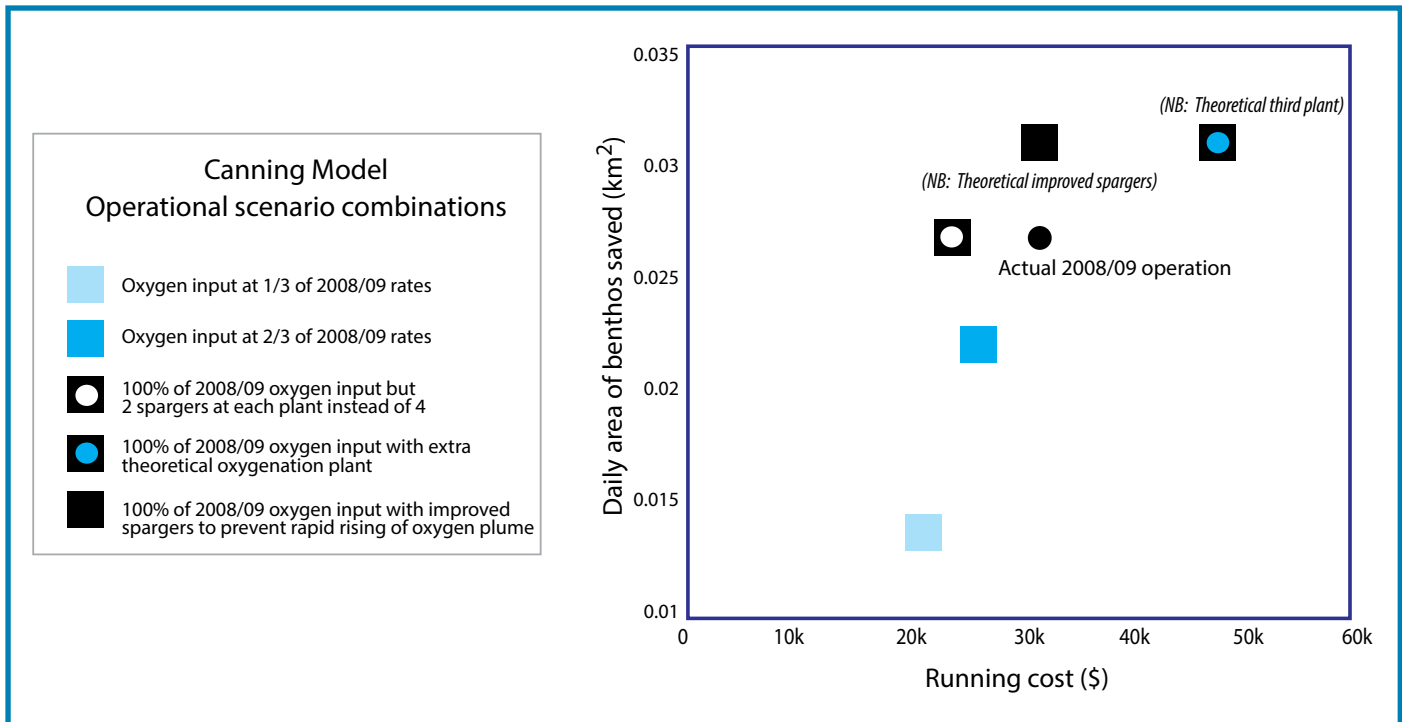 Canning Model
Operational scenario combinations
Oxygen input at 1/3 of 2008/09 rates
Oxygen input at 2/3 of 2008/09 rates
100% of 2008/09 oxygen input but
2 spargers at each plant instead of 4
100% of 2008/09 oxygen input with extra
theoretical oxygenation plant
100% of 2008/09 oxygen input with improved
spargers to prevent rapid rising of oxygen plume
Daily area of benthos saved (km²)
0.035
0.03
0.025
0.02
0.015
0.01
(NB: Theoretical third plant)
(NB: Theoretical improved spargers)
Actual 2008/09 operation
0 10k 20k 30k 40k 50k 60k
Running cost ($)